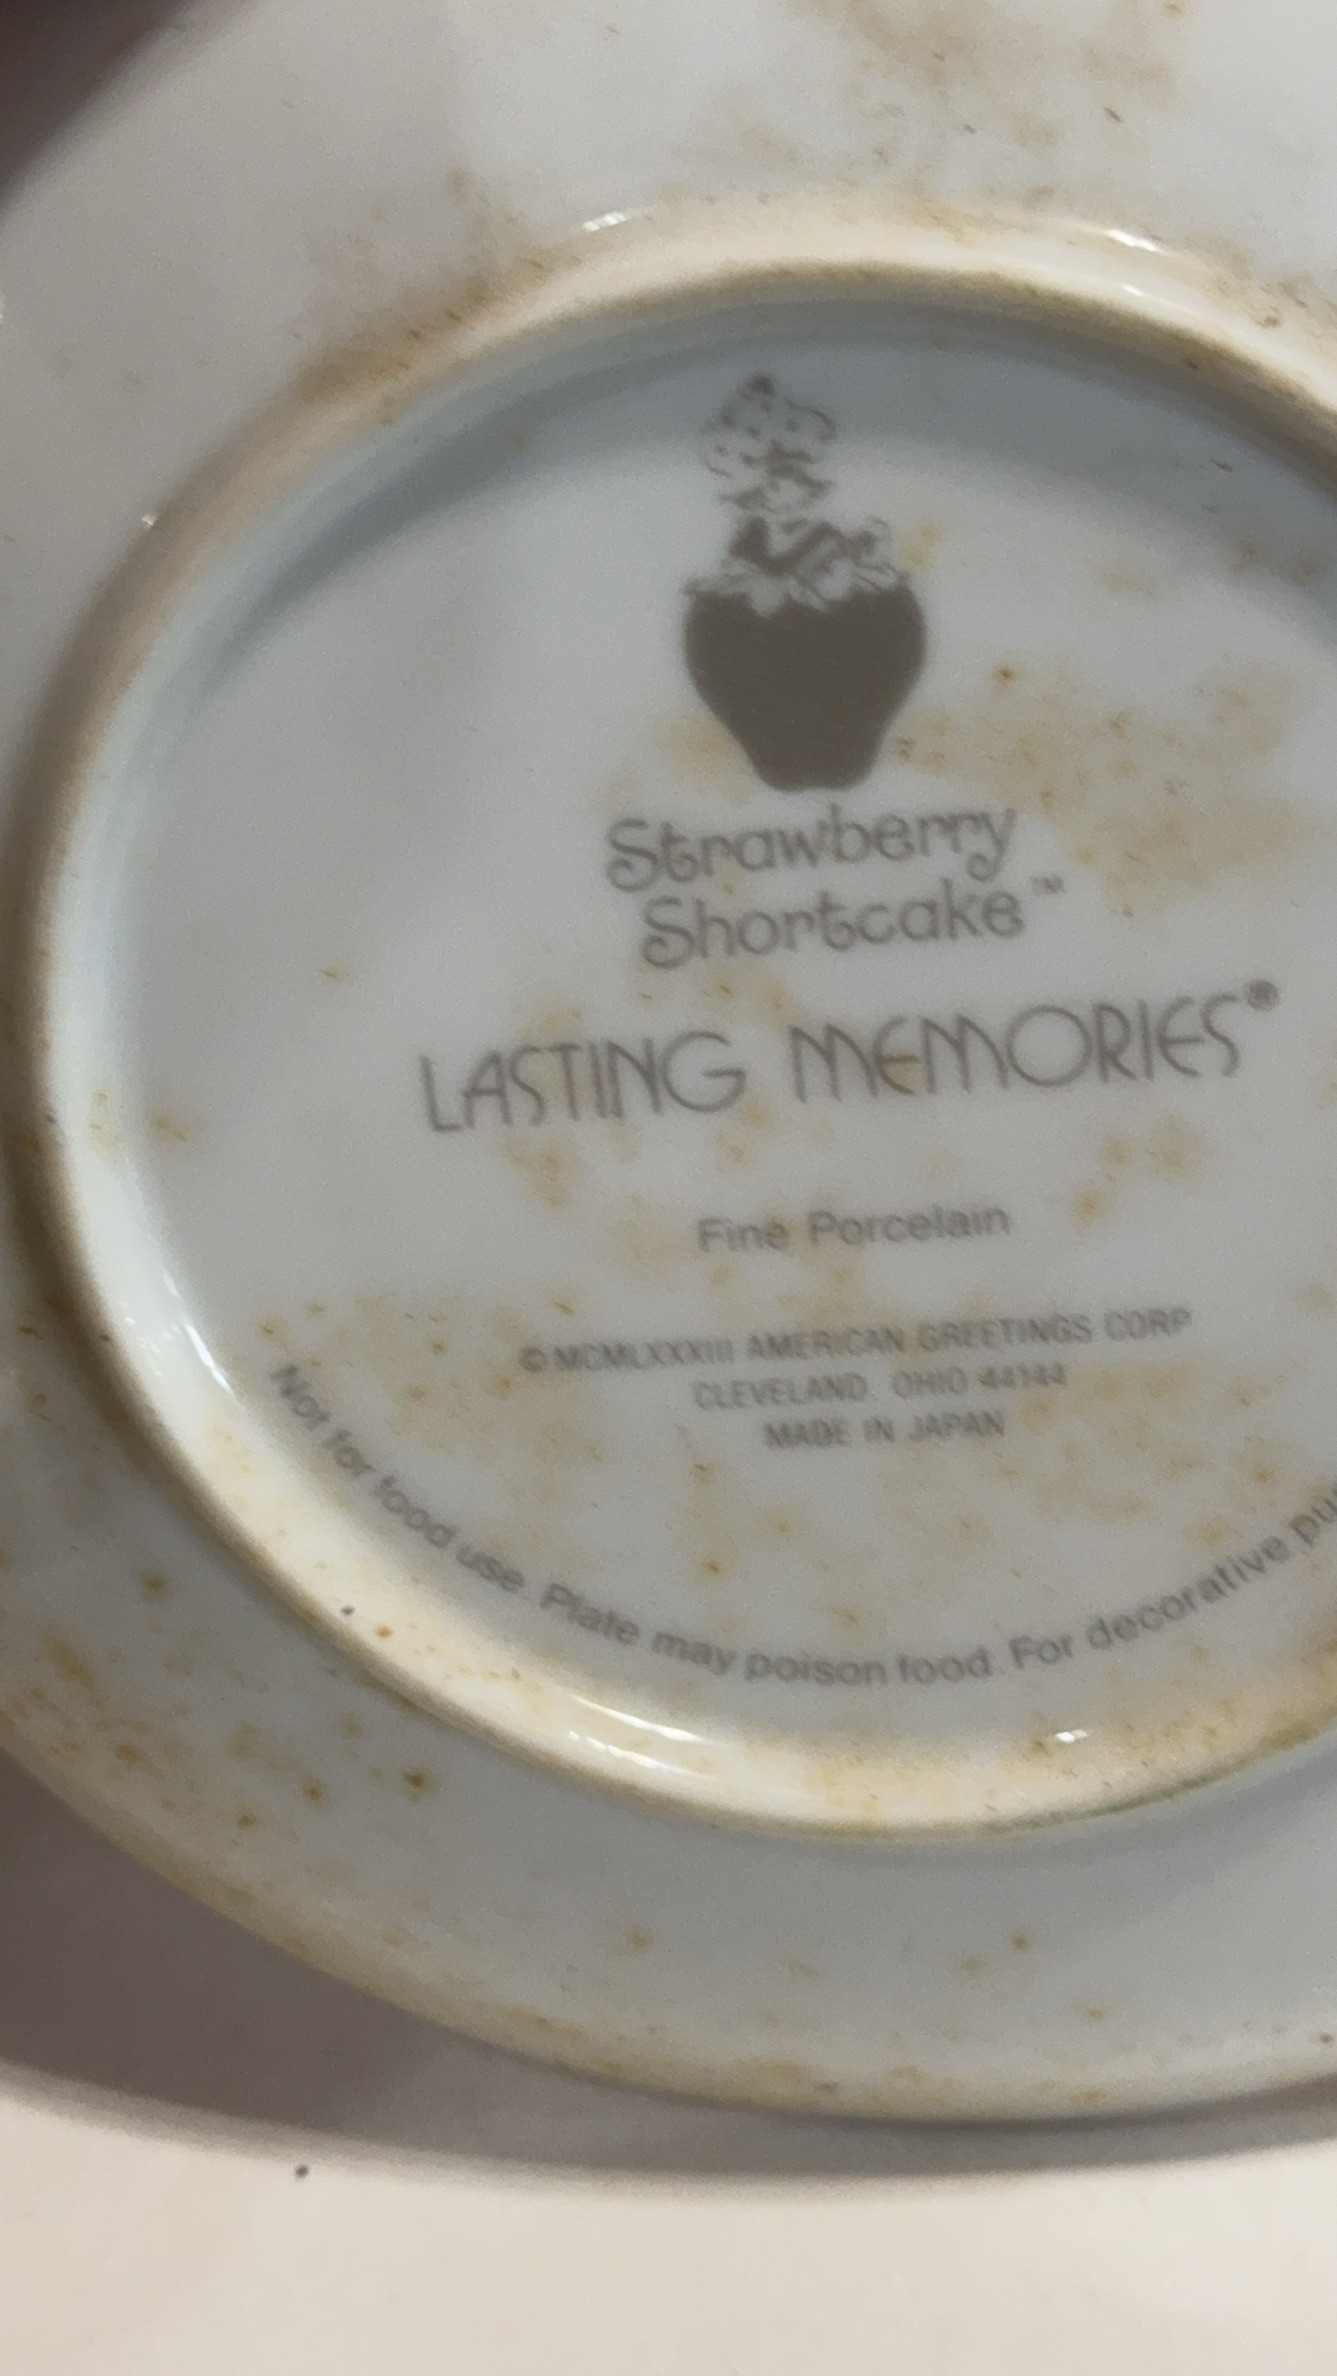 Strawberry
Shortcake™
LASTING MEMORIES®
Fine Porcelain
© MCMLXXXIII AMERICAN GREETINGS CORP
CLEVELAND, OHIO 44144
MADE IN JAPAN
Not for food use. Plate may poison food. For decorative pu